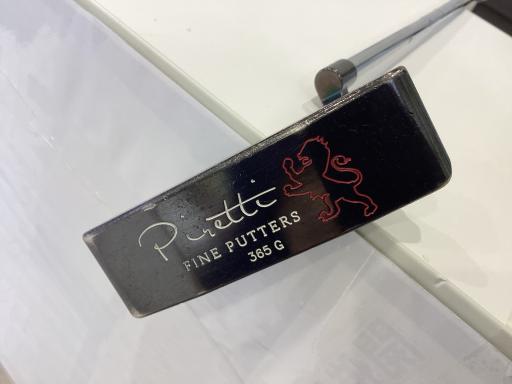 Piretti
FINE PUTTERS
365 G